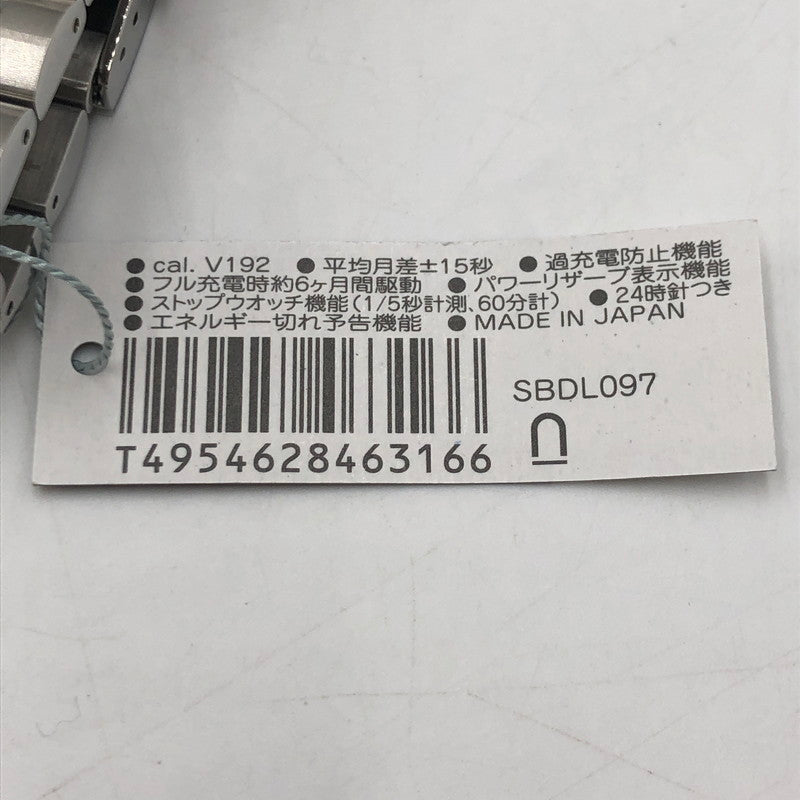 ● cal. V192 ● 平均月差±15秒 ● 過充電防止機能
● フル充電時約6ヶ月間駆動 ● パワーリザーブ表示機能
● ストップウオッチ機能(1/5秒計測、60分計) ● 24時針つき
● エネルギー切れ予告機能 ● MADE IN JAPAN
SBDL097
T4954628463166